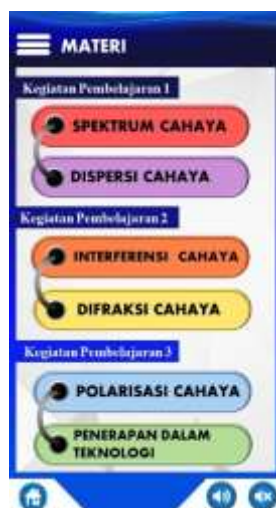 MATERI
Kegiatan Pembelajaran 1
SPEKTRUM CAHAYA
DISPERSI CAHAYA
Kegiatan Pembelajaran 2
INTERFERENSI CAHAYA
DIFRAKSI CAHAYA
Kegiatan Pembelajaran 3
POLARISASI CAHAYA
PENERAPAN DALAM
TEKNOLOGI